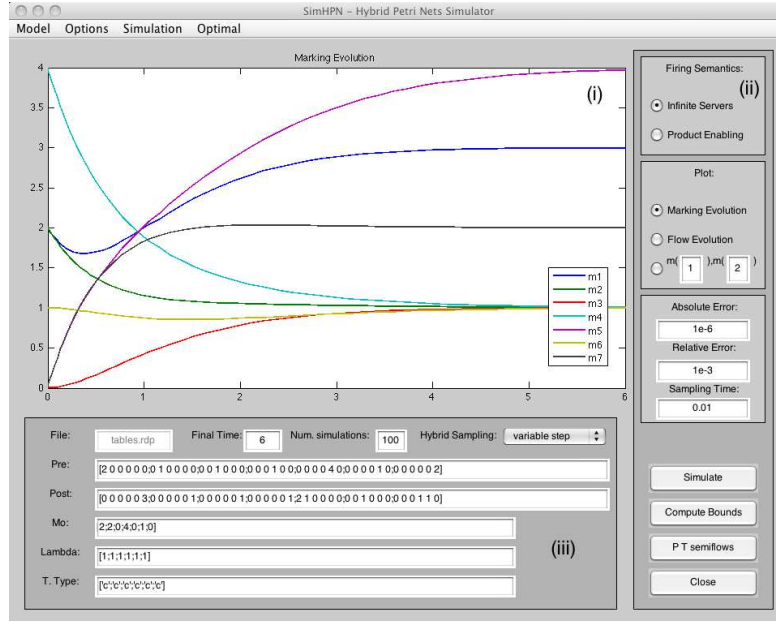 SimHPN - Hybrid Petri Nets Simulator
Model Options Simulation Optimal
Marking Evolution
(i)
4
3.5
3
2.5
2
1.5
1
0.5
0
0 1 2 3 4 5 6
m1
m2
m3
m4
m5
m6
m7
Firing Semantics:
(ii)
Infinite Servers
Product Enabling
Plot:
Marking Evolution
Flow Evolution
m( 1 ),m( 2 )
Absolute Error:
1e-6
Relative Error:
1e-3
Sampling Time:
0.01
File: tables.rdp Final Time: 6 Num. simulations: 100 Hybrid Sampling: variable step
Pre: [2 0 0 0 0 0;0 1 0 0 0 0;0 0 1 0 0 0;0 0 0 1 0 0;0 0 0 0 4 0;0 0 0 0 1 0;0 0 0 0 0 2]
Post: [0 0 0 0 0 3;0 0 0 0 0 1;0 0 0 0 0 1;0 0 0 0 0 1;2 1 0 0 0 0;0 0 1 0 0 0;0 0 0 1 1 0]
Mo: 2;2;0;4;0;1;0]
Lambda: [1;1;1;1;1;1]
T. Type: ['c';'c';'c';'c';'c';'c']
(iii)
Simulate
Compute Bounds
P T semiflows
Close